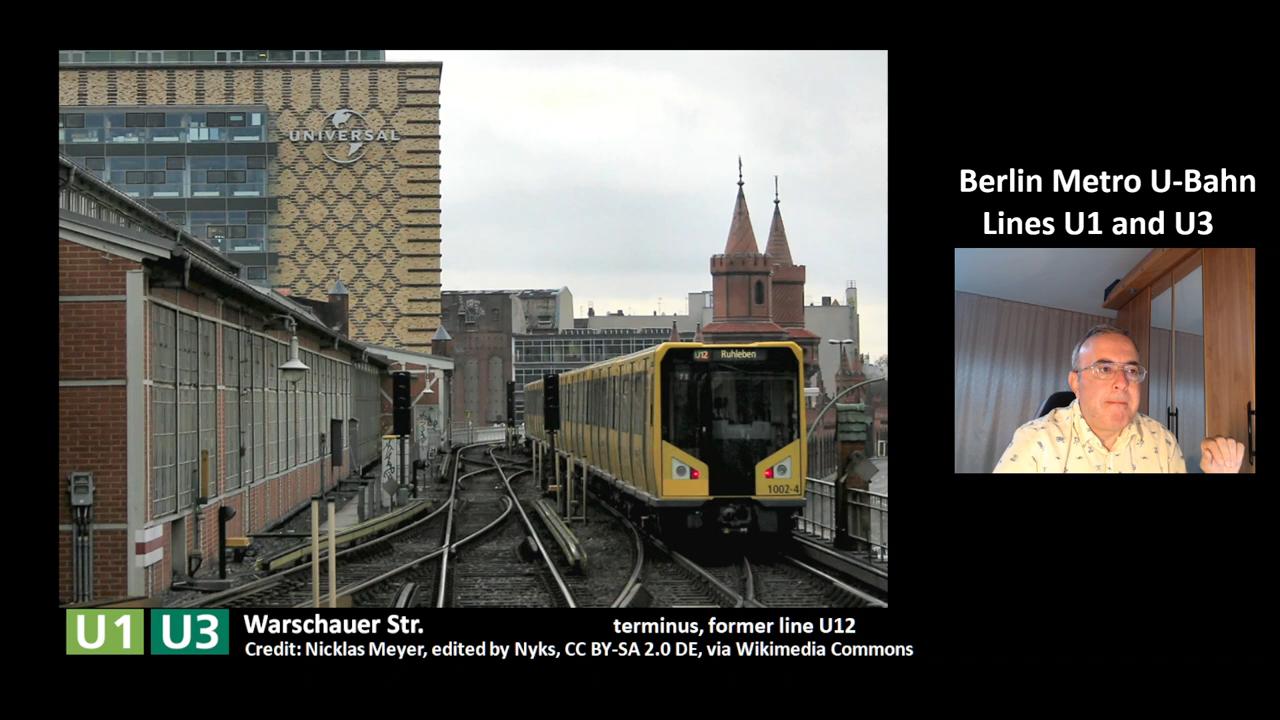 UNIVERSAL
U12 Ruhleben
1002-4
Berlin Metro U-Bahn
Lines U1 and U3
U1 U3 Warschauer Str. terminus, former line U12
Credit: Nicklas Meyer, edited by Nyks, CC BY-SA 2.0 DE, via Wikimedia Commons